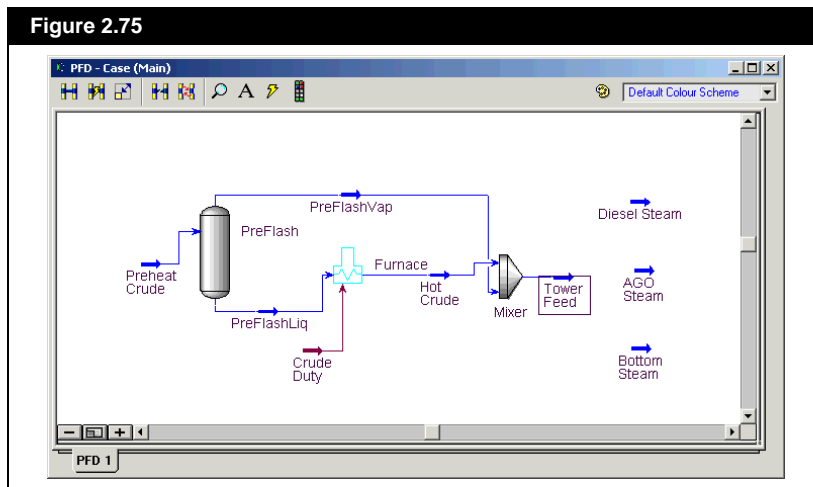 Figure 2.75
PFD - Case (Main)
A
Default Colour Scheme
PreFlashVap
Diesel Steam
PreFlash
Preheat
Crude
Furnace
Hot
Crude
Mixer
Tower
Feed
AGO
Steam
PreFlashLiq
Crude
Duty
Bottom
Steam
PFD 1